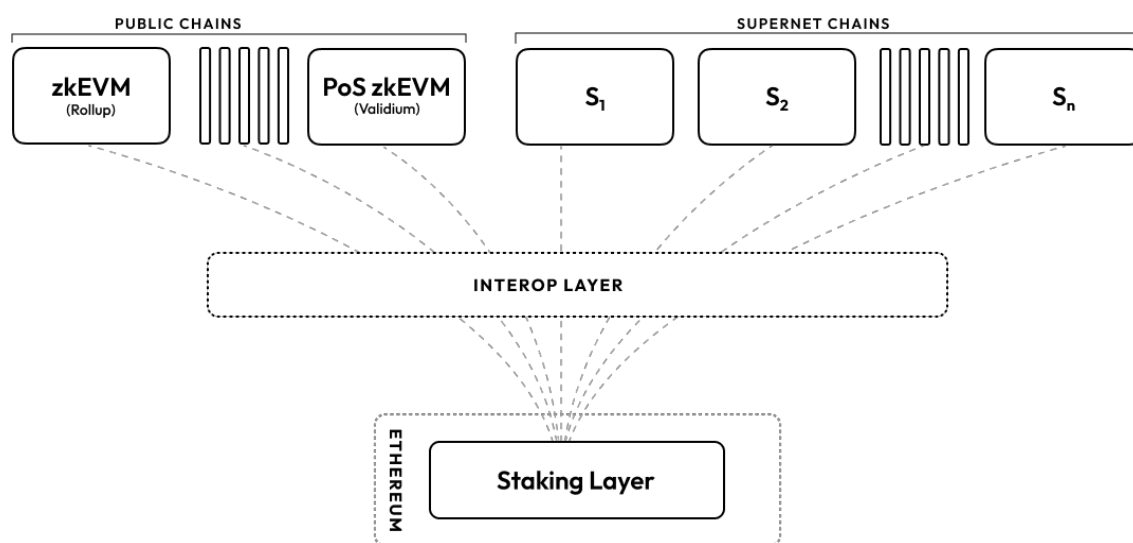 PUBLIC CHAINS
SUPERNET CHAINS
zkEVM
(Rollup)
PoS zkEVM
(Validium)
S₁
S₂
Sₙ
INTEROP LAYER
ETHEREUM
Staking Layer